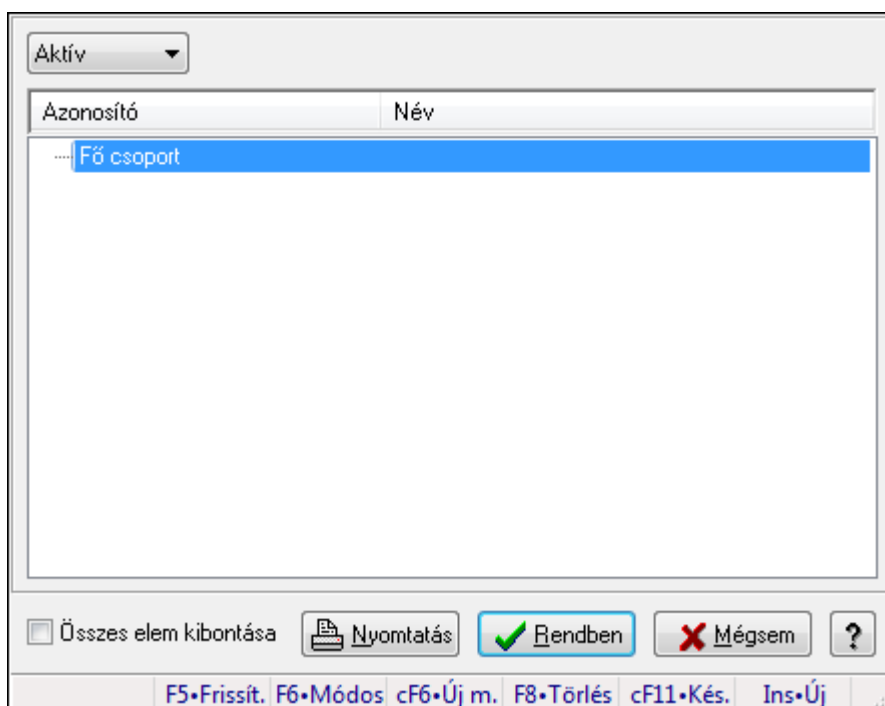 Aktív
Azonosító Név
Fő csoport
Összes elem kibontása Nyomtatás Rendben Mégsem ?
F5•Frissít. F6•Módos cF6•Új m. F8•Törlés cF11•Kés. Ins•Új